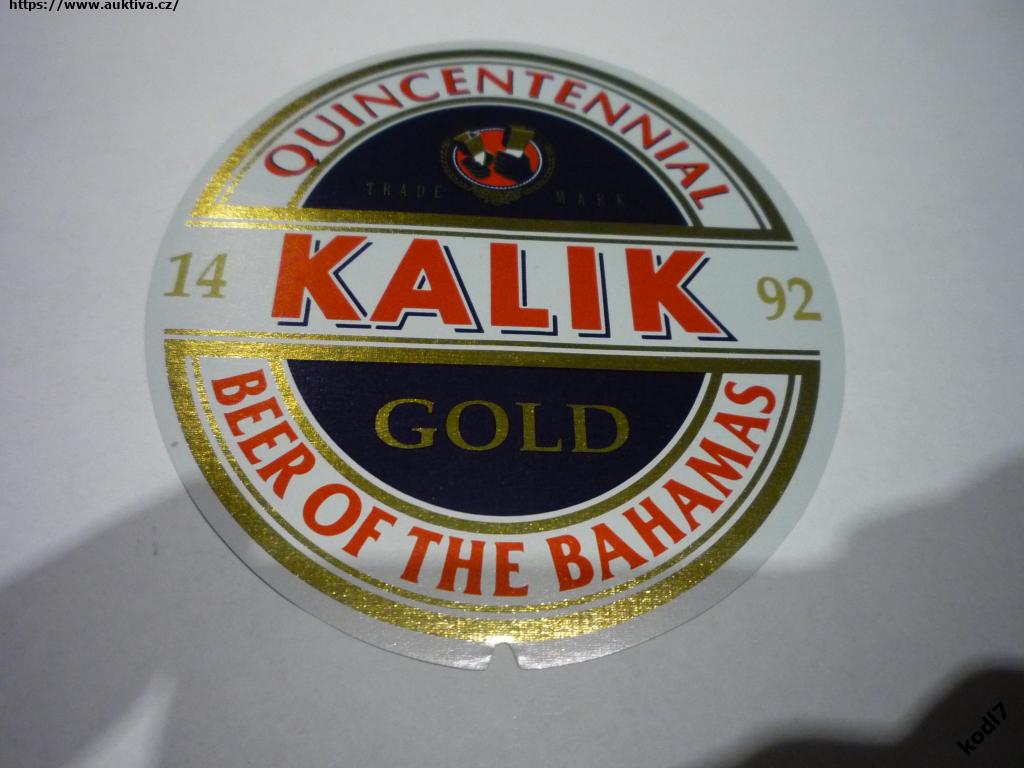 https://www.auktiva.cz/
QUINCENTENNIAL
TRADE MARK
14 KALIK 92
GOLD
BEER OF THE BAHAMAS
kodl7